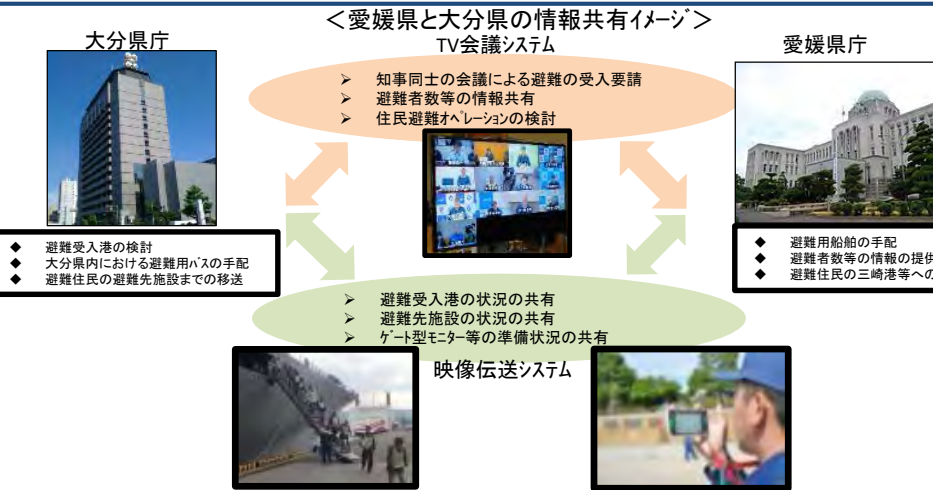 ＜愛媛県と大分県の情報共有イメージ＞
大分県庁
TV会議システム
愛媛県庁
➢ 知事同士の会議による避難の受入要請
➢ 避難者数等の情報共有
➢ 住民避難オペレーションの検討
◆ 避難受入港の検討
◆ 大分県内における避難用バスの手配
◆ 避難住民の避難先施設までの移送
◆ 避難用船舶の手配
◆ 避難者数等の情報の提供
◆ 避難住民の三崎港等への
➢ 避難受入港の状況の共有
➢ 避難先施設の状況の共有
➢ ゲート型モニター等の準備状況の共有
映像伝送システム